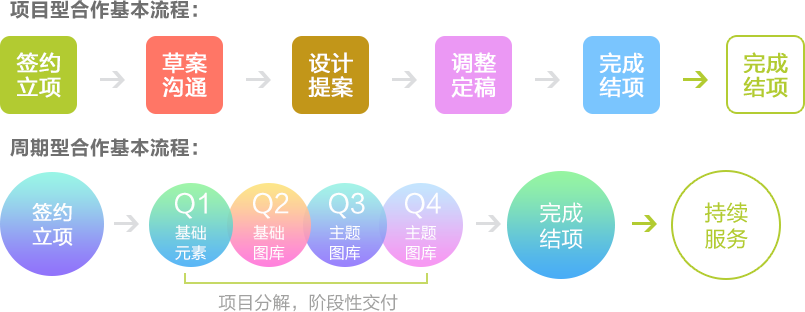 项目型合作基本流程：
签约 草案 设计 调整 完成 完成
立项 沟通 提案 定稿 结项 结项
周期型合作基本流程：
签约
立项
Q1 Q2 Q3 Q4
基础 基础 主题 主题
元素 图库 图库 图库
完成
结项
持续
服务
项目分解，阶段性交付